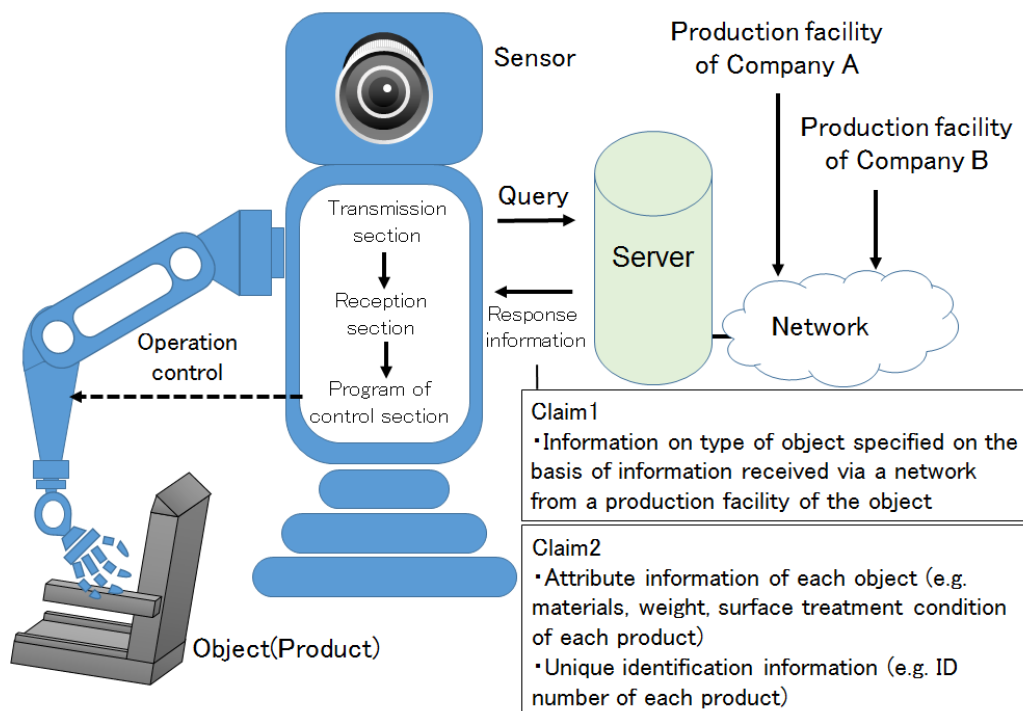 Sensor
Production facility
of Company A
Production facility
of Company B
Transmission
section
Query
Server
Reception
section
Response
information
Network
Operation
control
Program of
control section
Claim1
・Information on type of object specified on the
basis of information received via a network
from a production facility of the object
Claim2
・Attribute information of each object (e.g.
materials, weight, surface treatment condition
of each product)
・Unique identification information (e.g. ID
number of each product)
Object(Product)